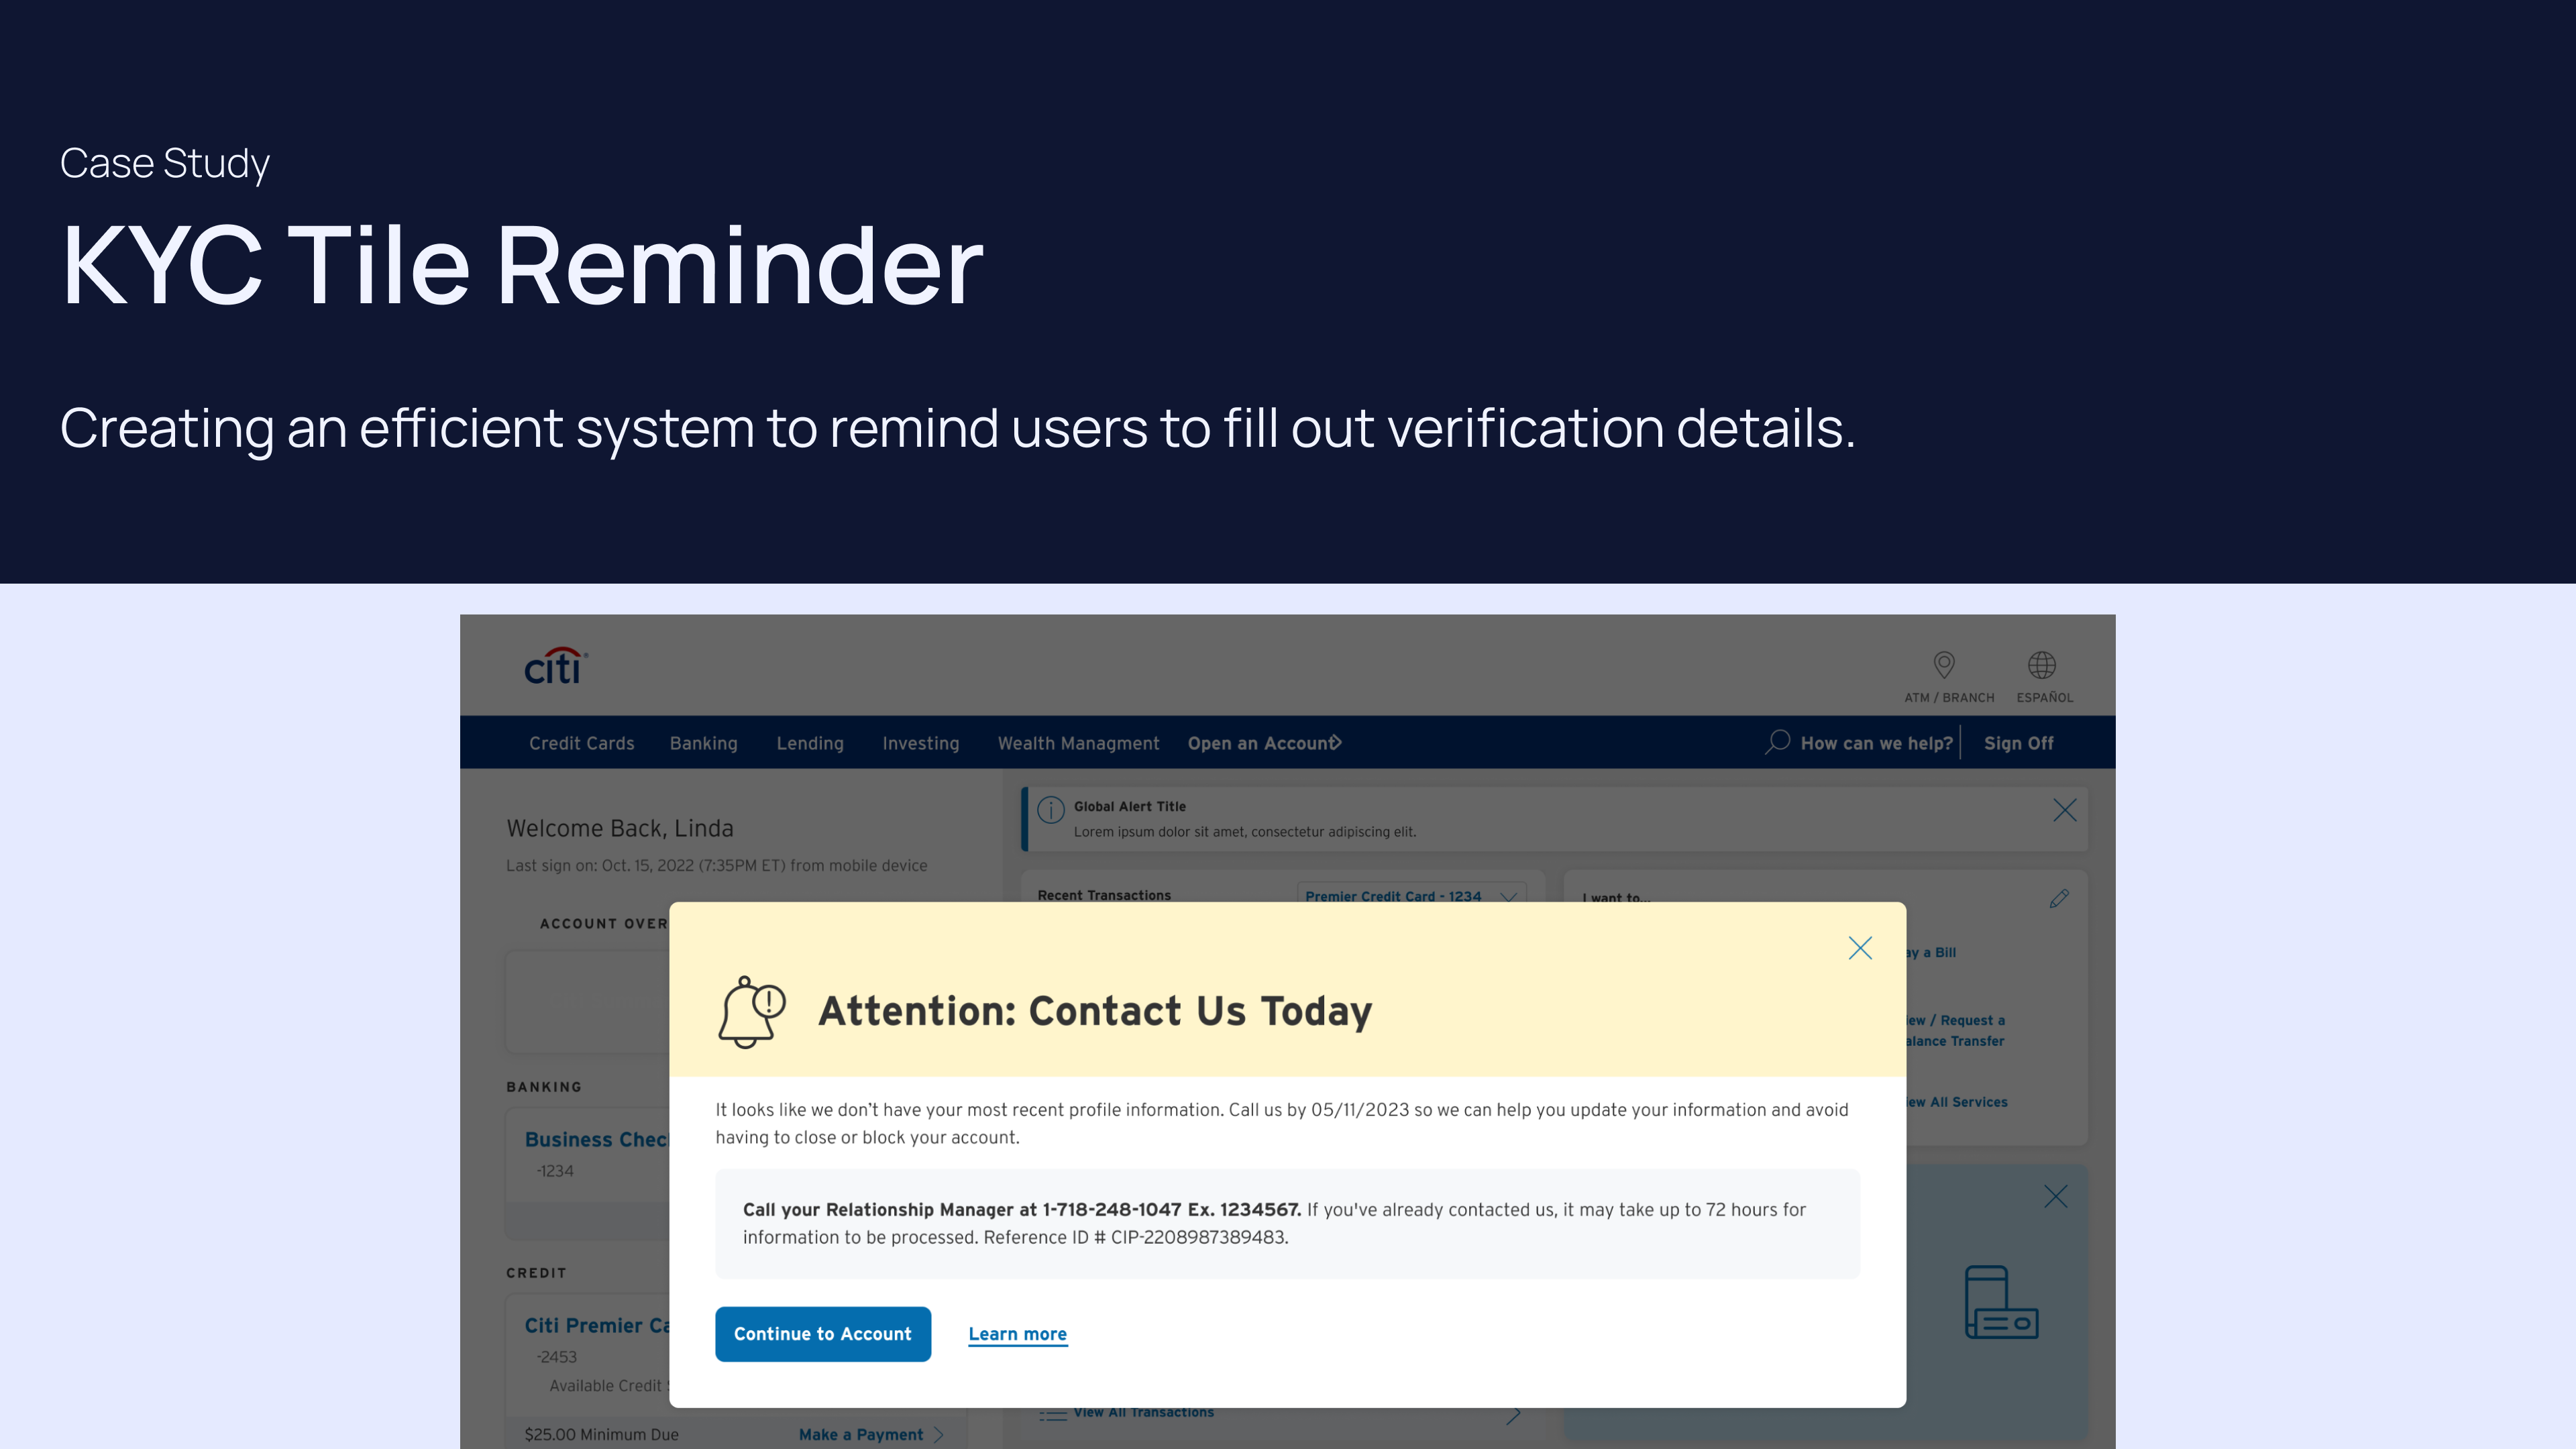 Case Study
KYC Tile Reminder
Creating an efficient system to remind users to fill out verification details.
citi
ATM / BRANCH
ESPAÑOL
Credit Cards
Banking
Lending
Investing
Wealth Managment
Open an Account
How can we help?
Sign Off
Welcome Back, Linda
Last sign on: Oct. 15, 2022 (7:35PM ET) from mobile device
Global Alert Title
Lorem ipsum dolor sit amet, consectetur adipiscing elit.
ACCOUNT OVER
Recent Transactions
Premier Credit Card - 1234
I want to...
ay a Bill
iew / Request a
alance Transfer
iew All Services
Attention: Contact Us Today
It looks like we don't have your most recent profile information. Call us by 05/11/2023 so we can help you update your information and avoid
having to close or block your account.
Call your Relationship Manager at 1-718-248-1047 Ex. 1234567. If you've already contacted us, it may take up to 72 hours for
information to be processed. Reference ID # CIP-2208987389483.
Continue to Account
Learn more
BANKING
Business Chec
-1234
CREDIT
Citi Premier Ca
-2453
Available Credit
$25.00 Minimum Due
Make a Payment
View All Transactions